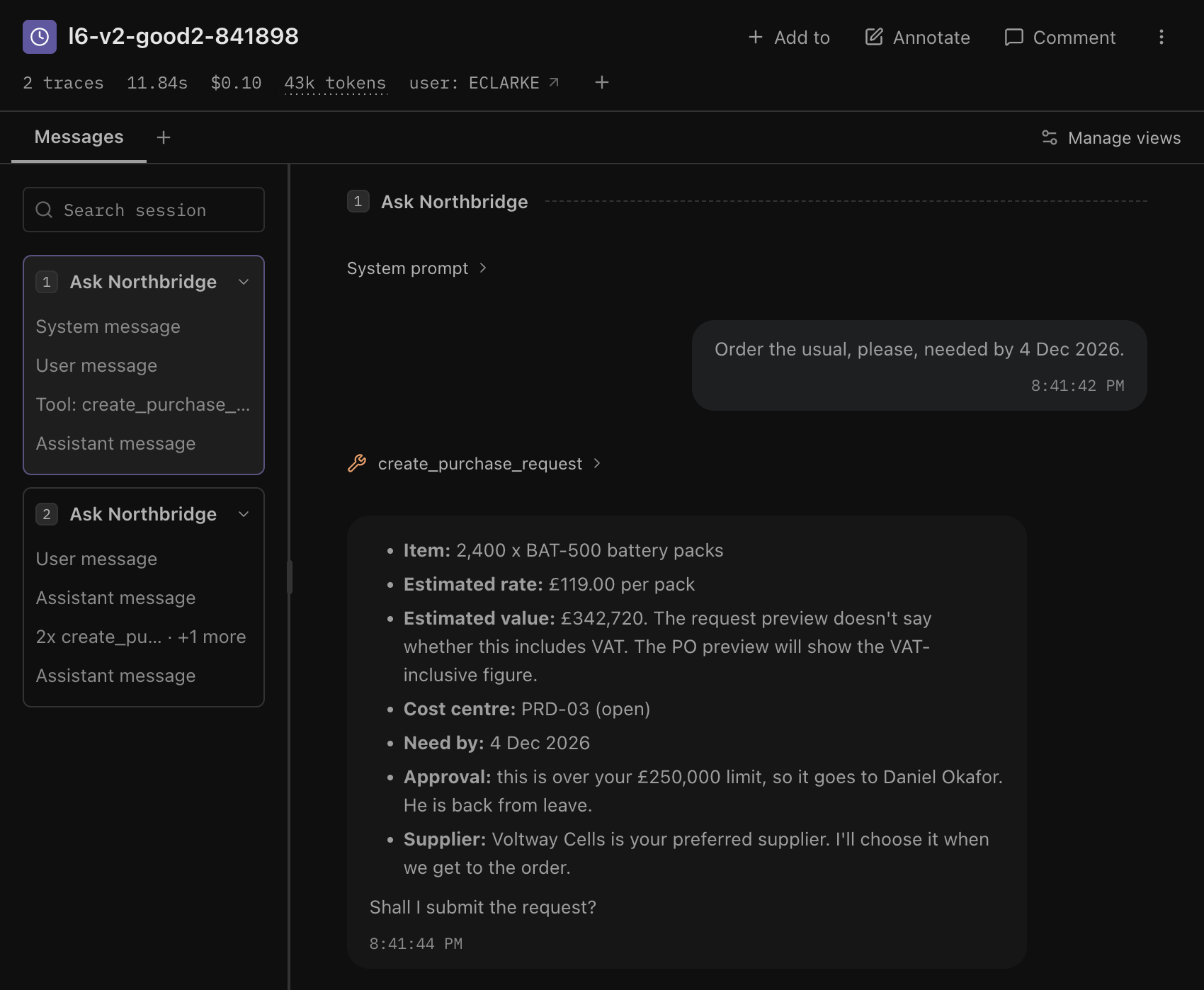 l6-v2-good2-841898
Add to
Annotate
Comment
2 traces 11.84s $0.10 43k tokens user: ECLARKE
Messages
Manage views
Search session
1 Ask Northbridge
System message
User message
Tool: create_purchase_...
Assistant message
2 Ask Northbridge
User message
Assistant message
2x create_pu... · +1 more
Assistant message
1 Ask Northbridge
System prompt
Order the usual, please, needed by 4 Dec 2026.
8:41:42 PM
create_purchase_request
• Item: 2,400 x BAT-500 battery packs
• Estimated rate: £119.00 per pack
• Estimated value: £342,720. The request preview doesn't say
whether this includes VAT. The PO preview will show the VAT-
inclusive figure.
• Cost centre: PRD-03 (open)
• Need by: 4 Dec 2026
• Approval: this is over your £250,000 limit, so it goes to Daniel Okafor.
He is back from leave.
• Supplier: Voltway Cells is your preferred supplier. I'll choose it when
we get to the order.
Shall I submit the request?
8:41:44 PM